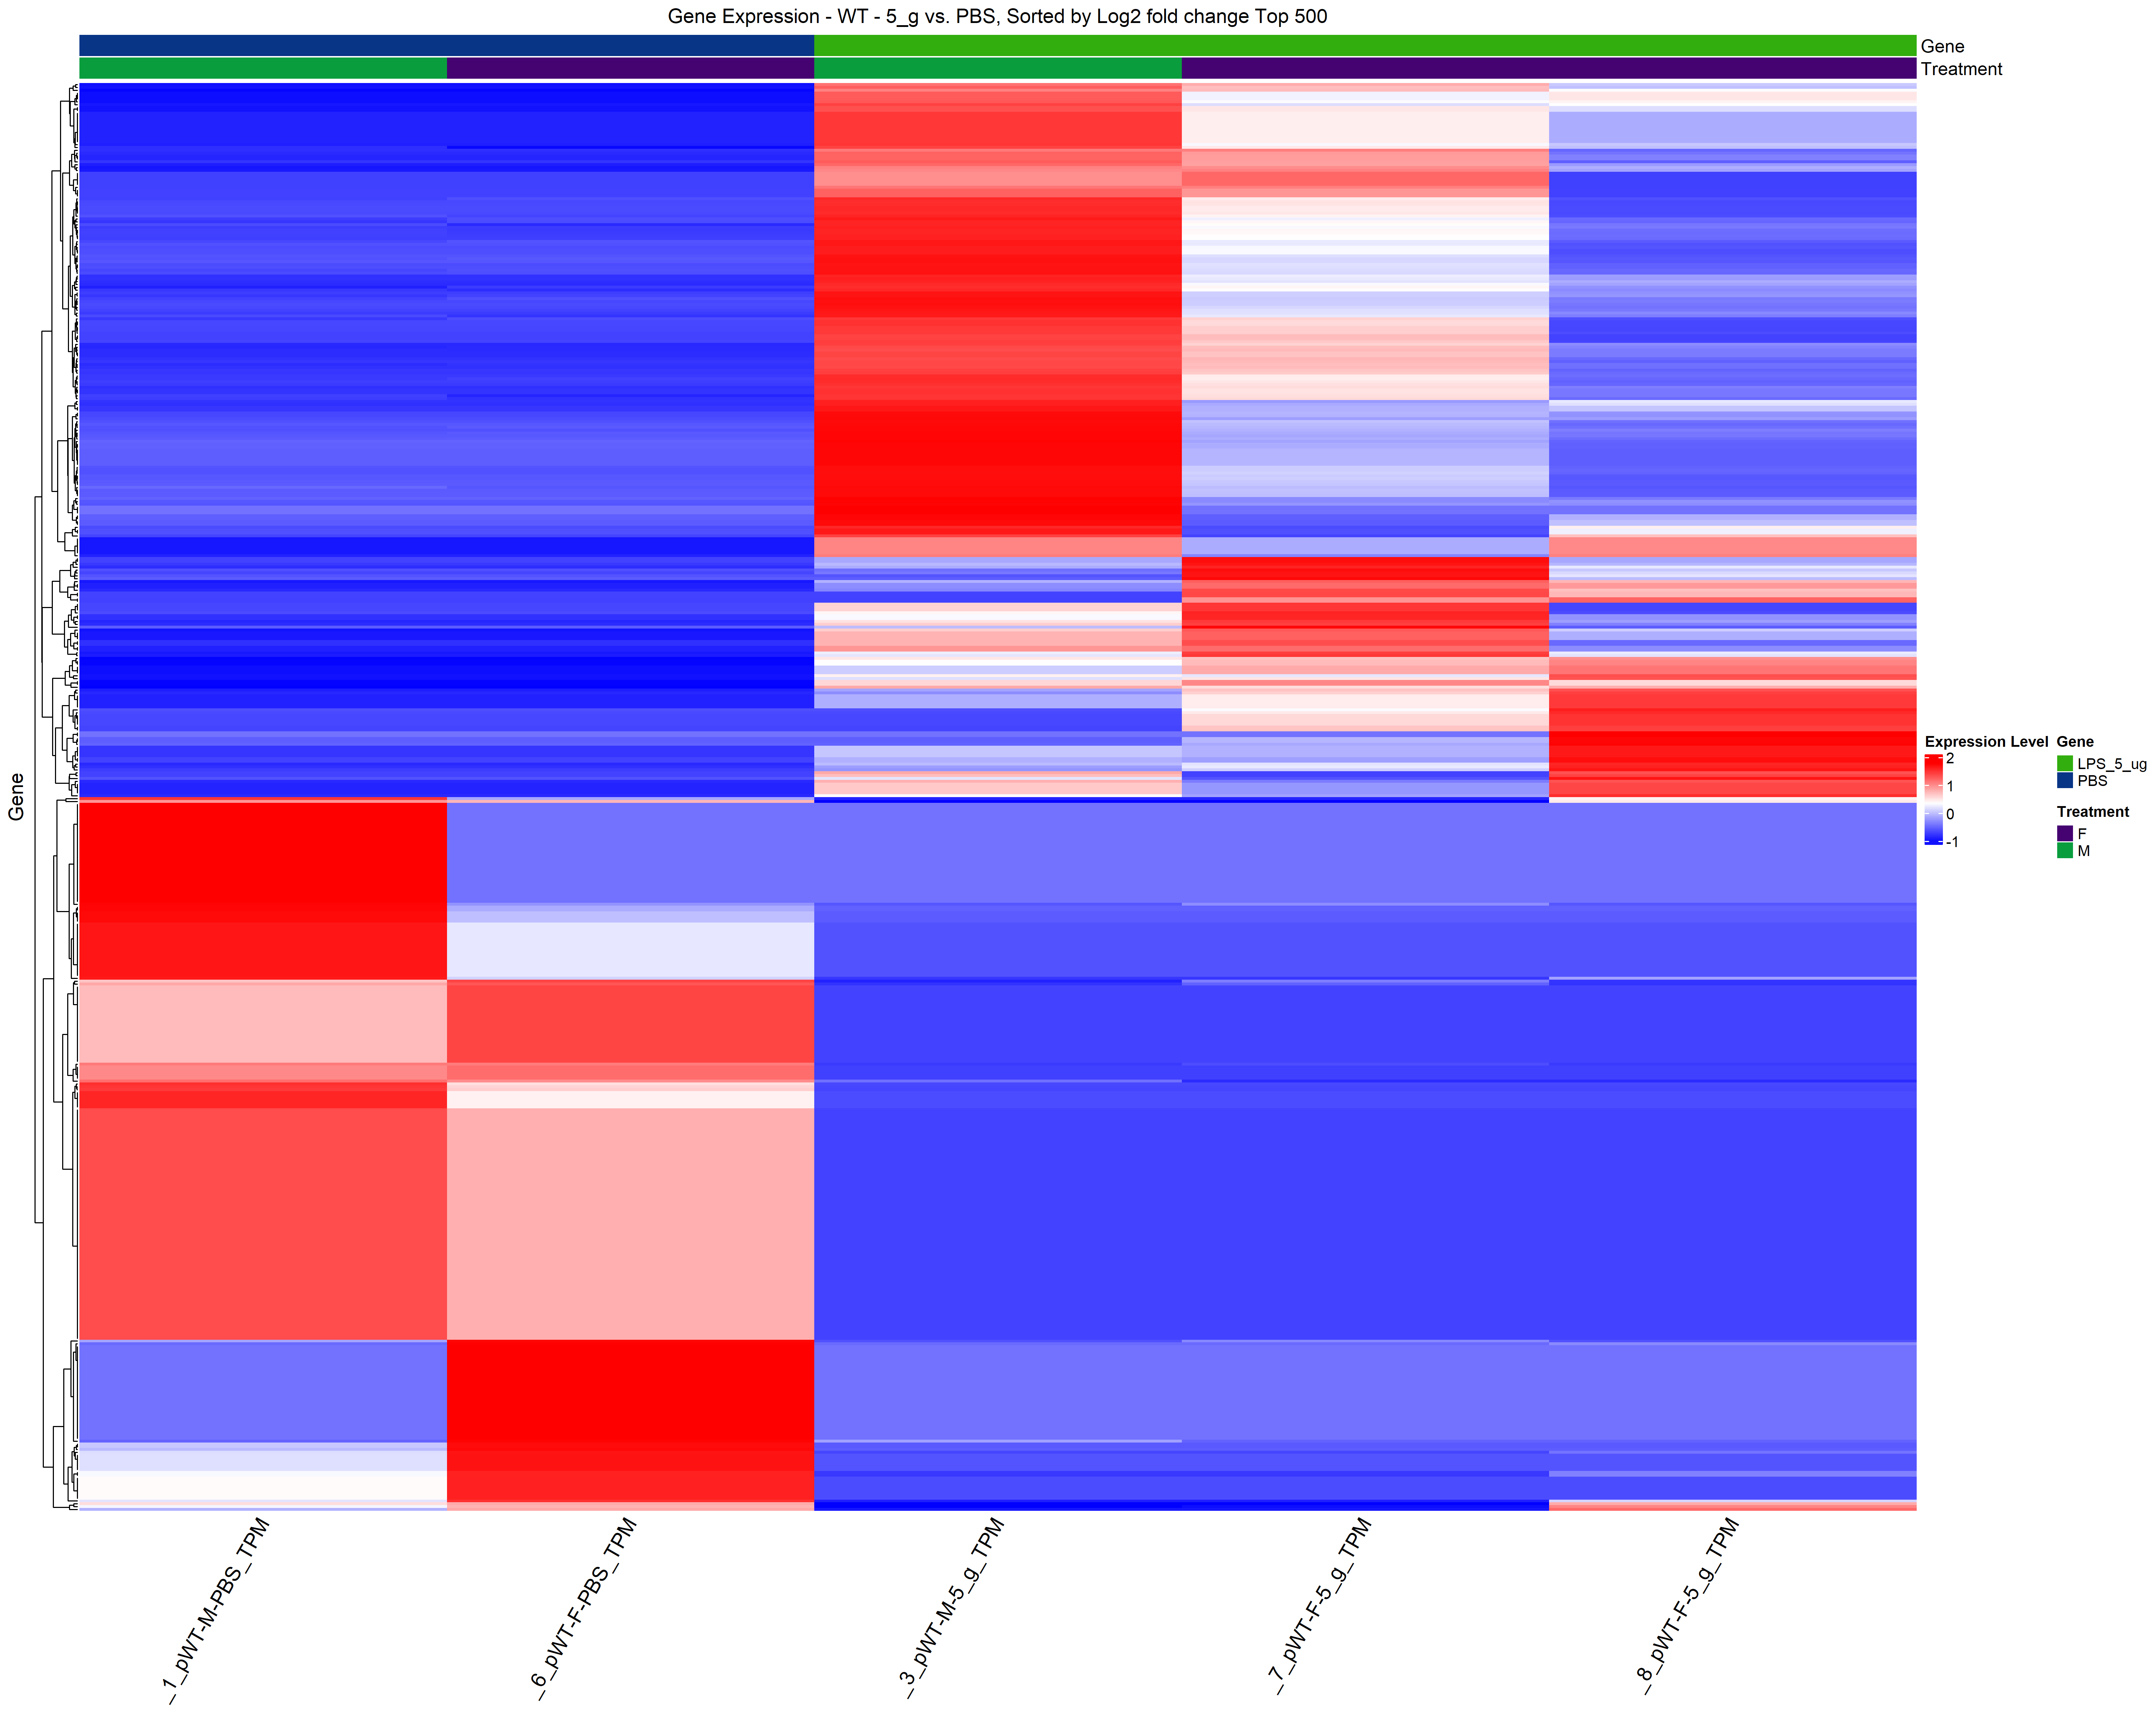 Gene Expression - WT - 5_g vs. PBS, Sorted by Log2 fold change Top 500
Gene
Treatment
Gene
Expression Level
2
1
0
-1
Gene
LPS_5_ug
PBS
Treatment
F
M
_1_pWT-M-PBS_TPM
_6_pWT-F-PBS_TPM
_3_pWT-M-5_g_TPM
_7_pWT-F-5_g_TPM
_8_pWT-F-5_g_TPM